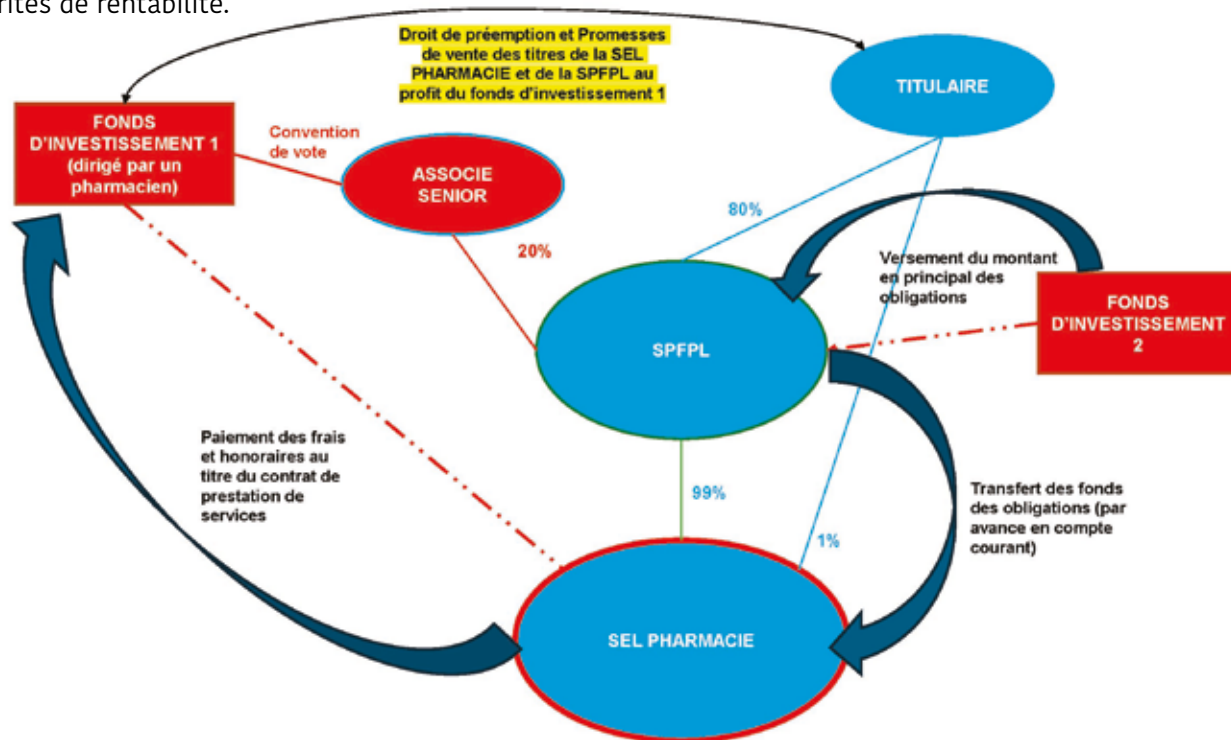 rités de rentabilité.
Droit de préemption et Promesses
de vente des titres de la SEL
PHARMACIE et de la SPFPL au
profit du fonds d'investissement 1
TITULAIRE
FONDS
D'INVESTISSEMENT 1
(dirigé par un
pharmacien)
Convention
de vote
ASSOCIE
SENIOR
80%
20%
Versement du montant
en principal des
obligations
FONDS
D'INVESTISSEMENT
2
SPFPL
Paiement des frais
et honoraires au
titre du contrat de
prestation de
services
99%
1%
Transfert des fonds
des obligations (par
avance en compte
courant)
SEL PHARMACIE